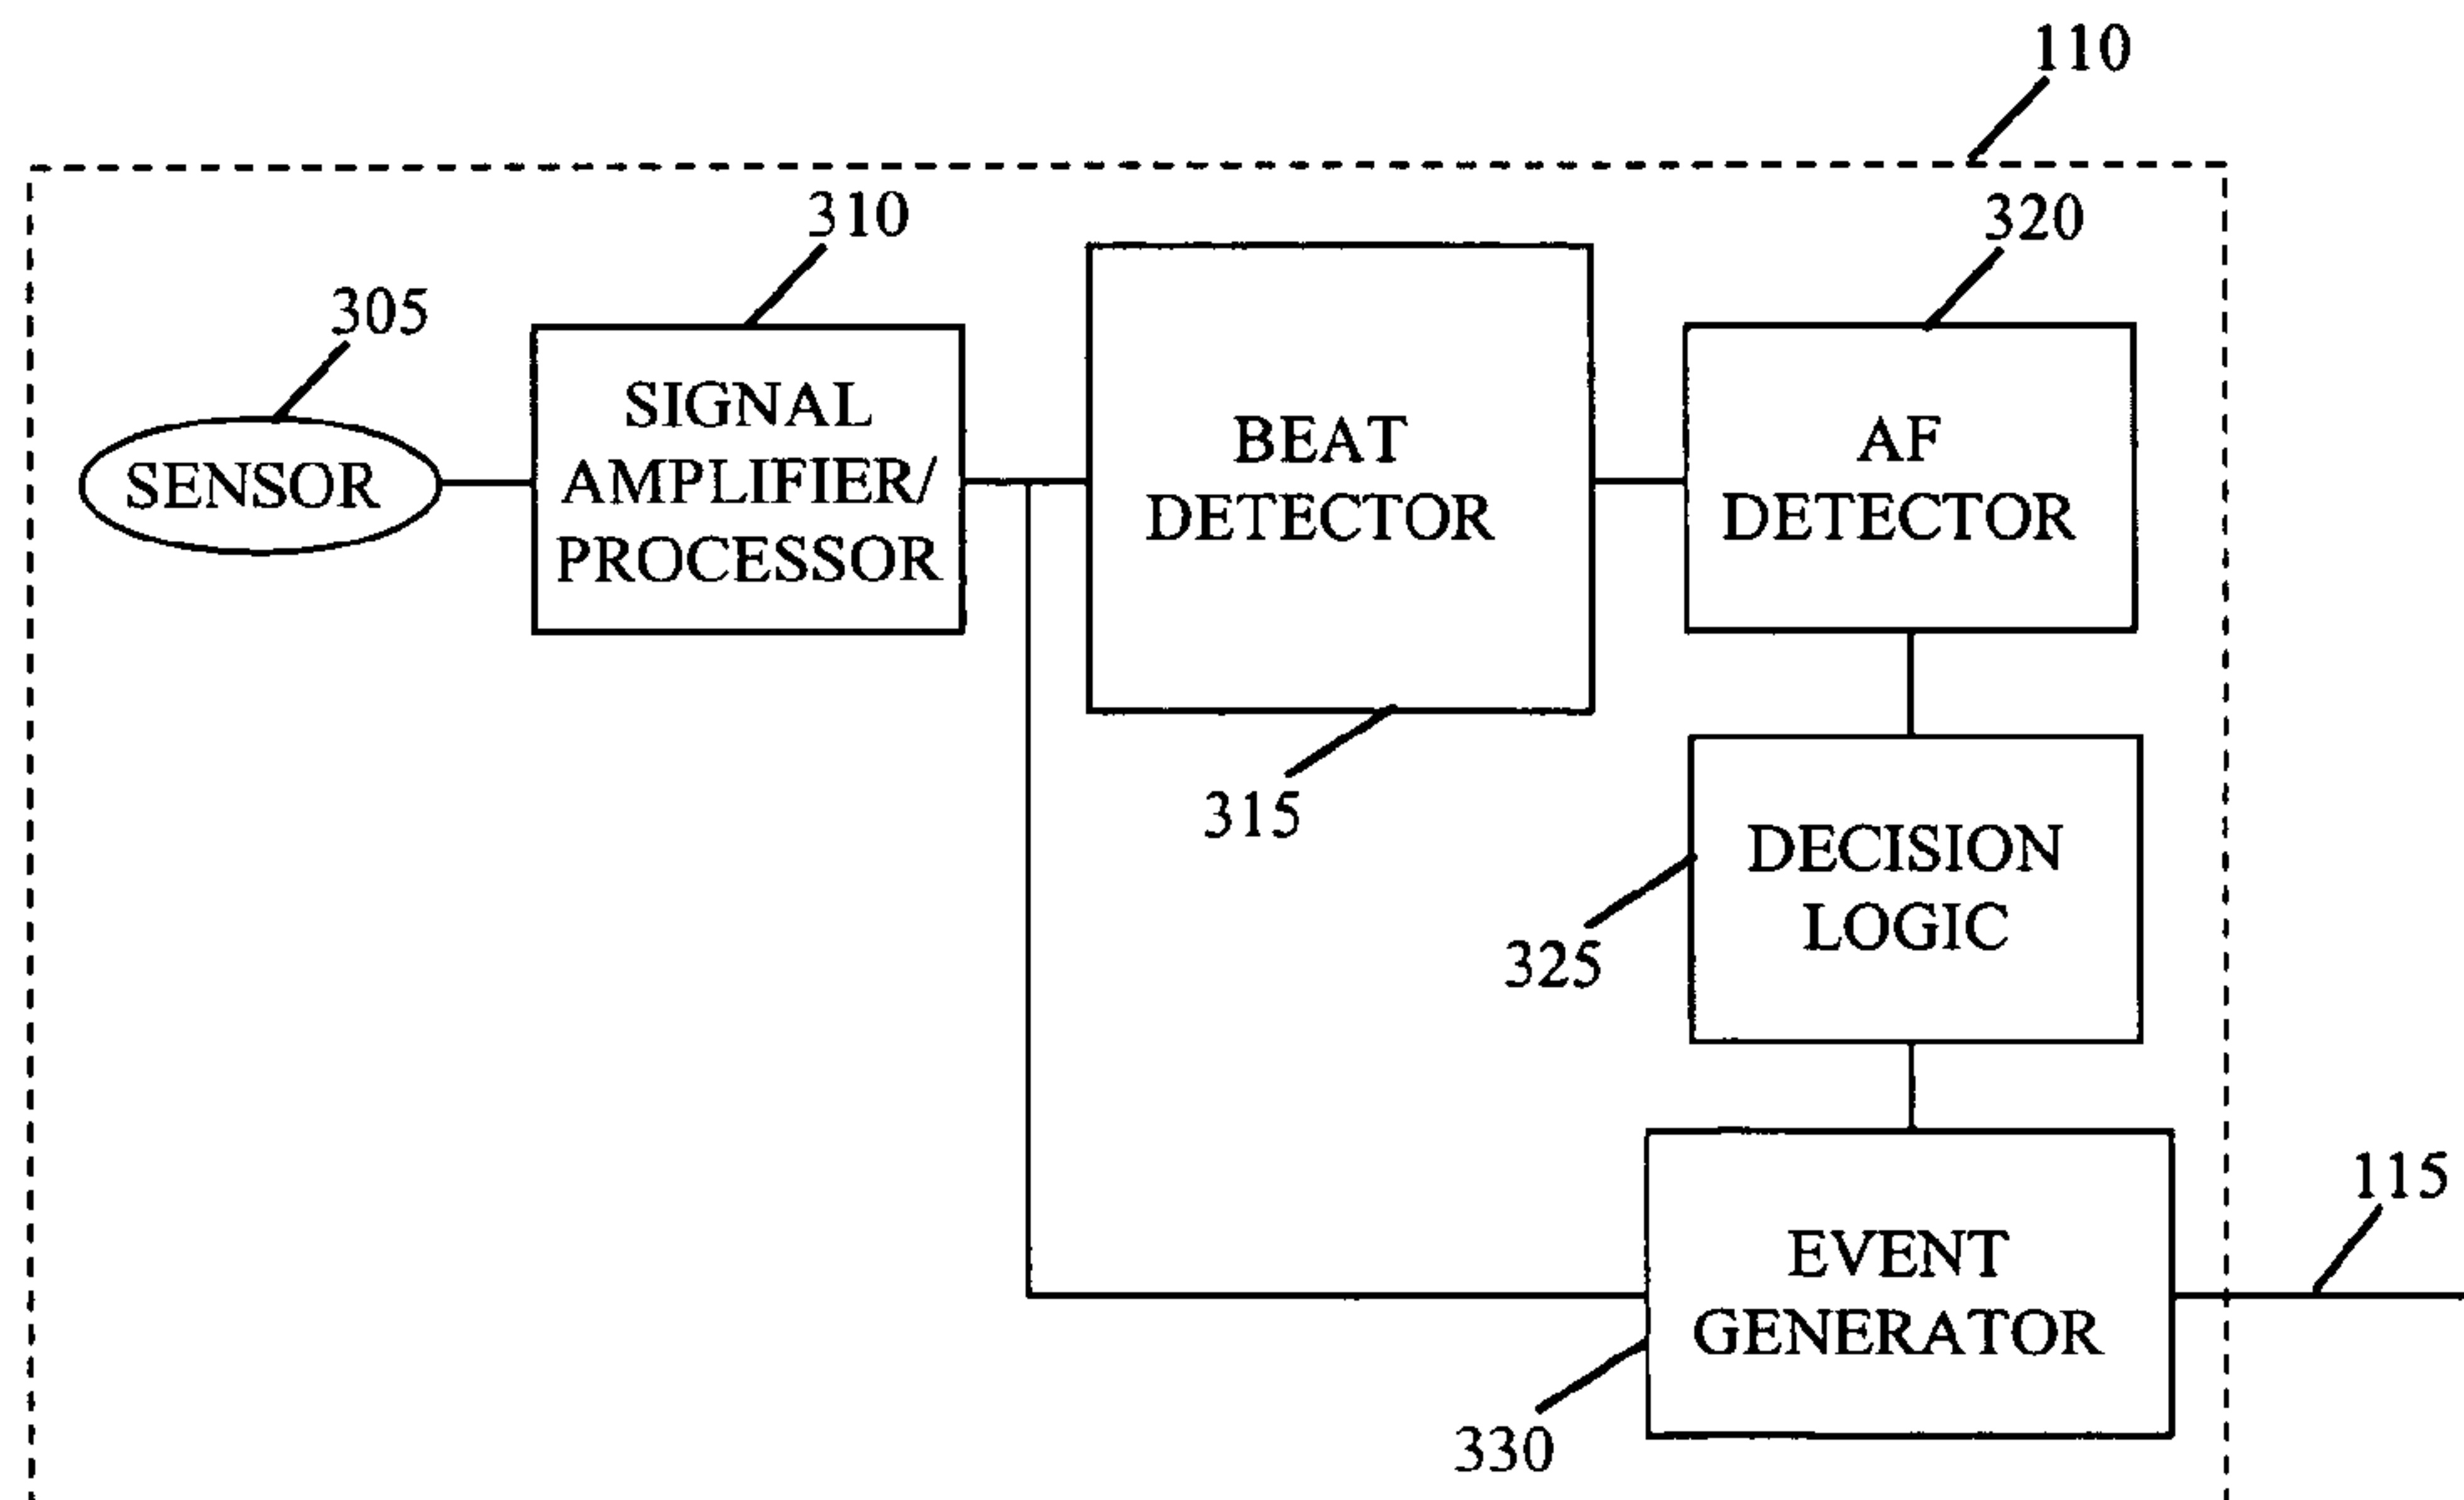 110
310
320
305
SIGNAL
AMPLIFIER/
PROCESSOR
SENSOR
BEAT
DETECTOR
AF
DETECTOR
315
DECISION
LOGIC
325
115
EVENT
GENERATOR
330